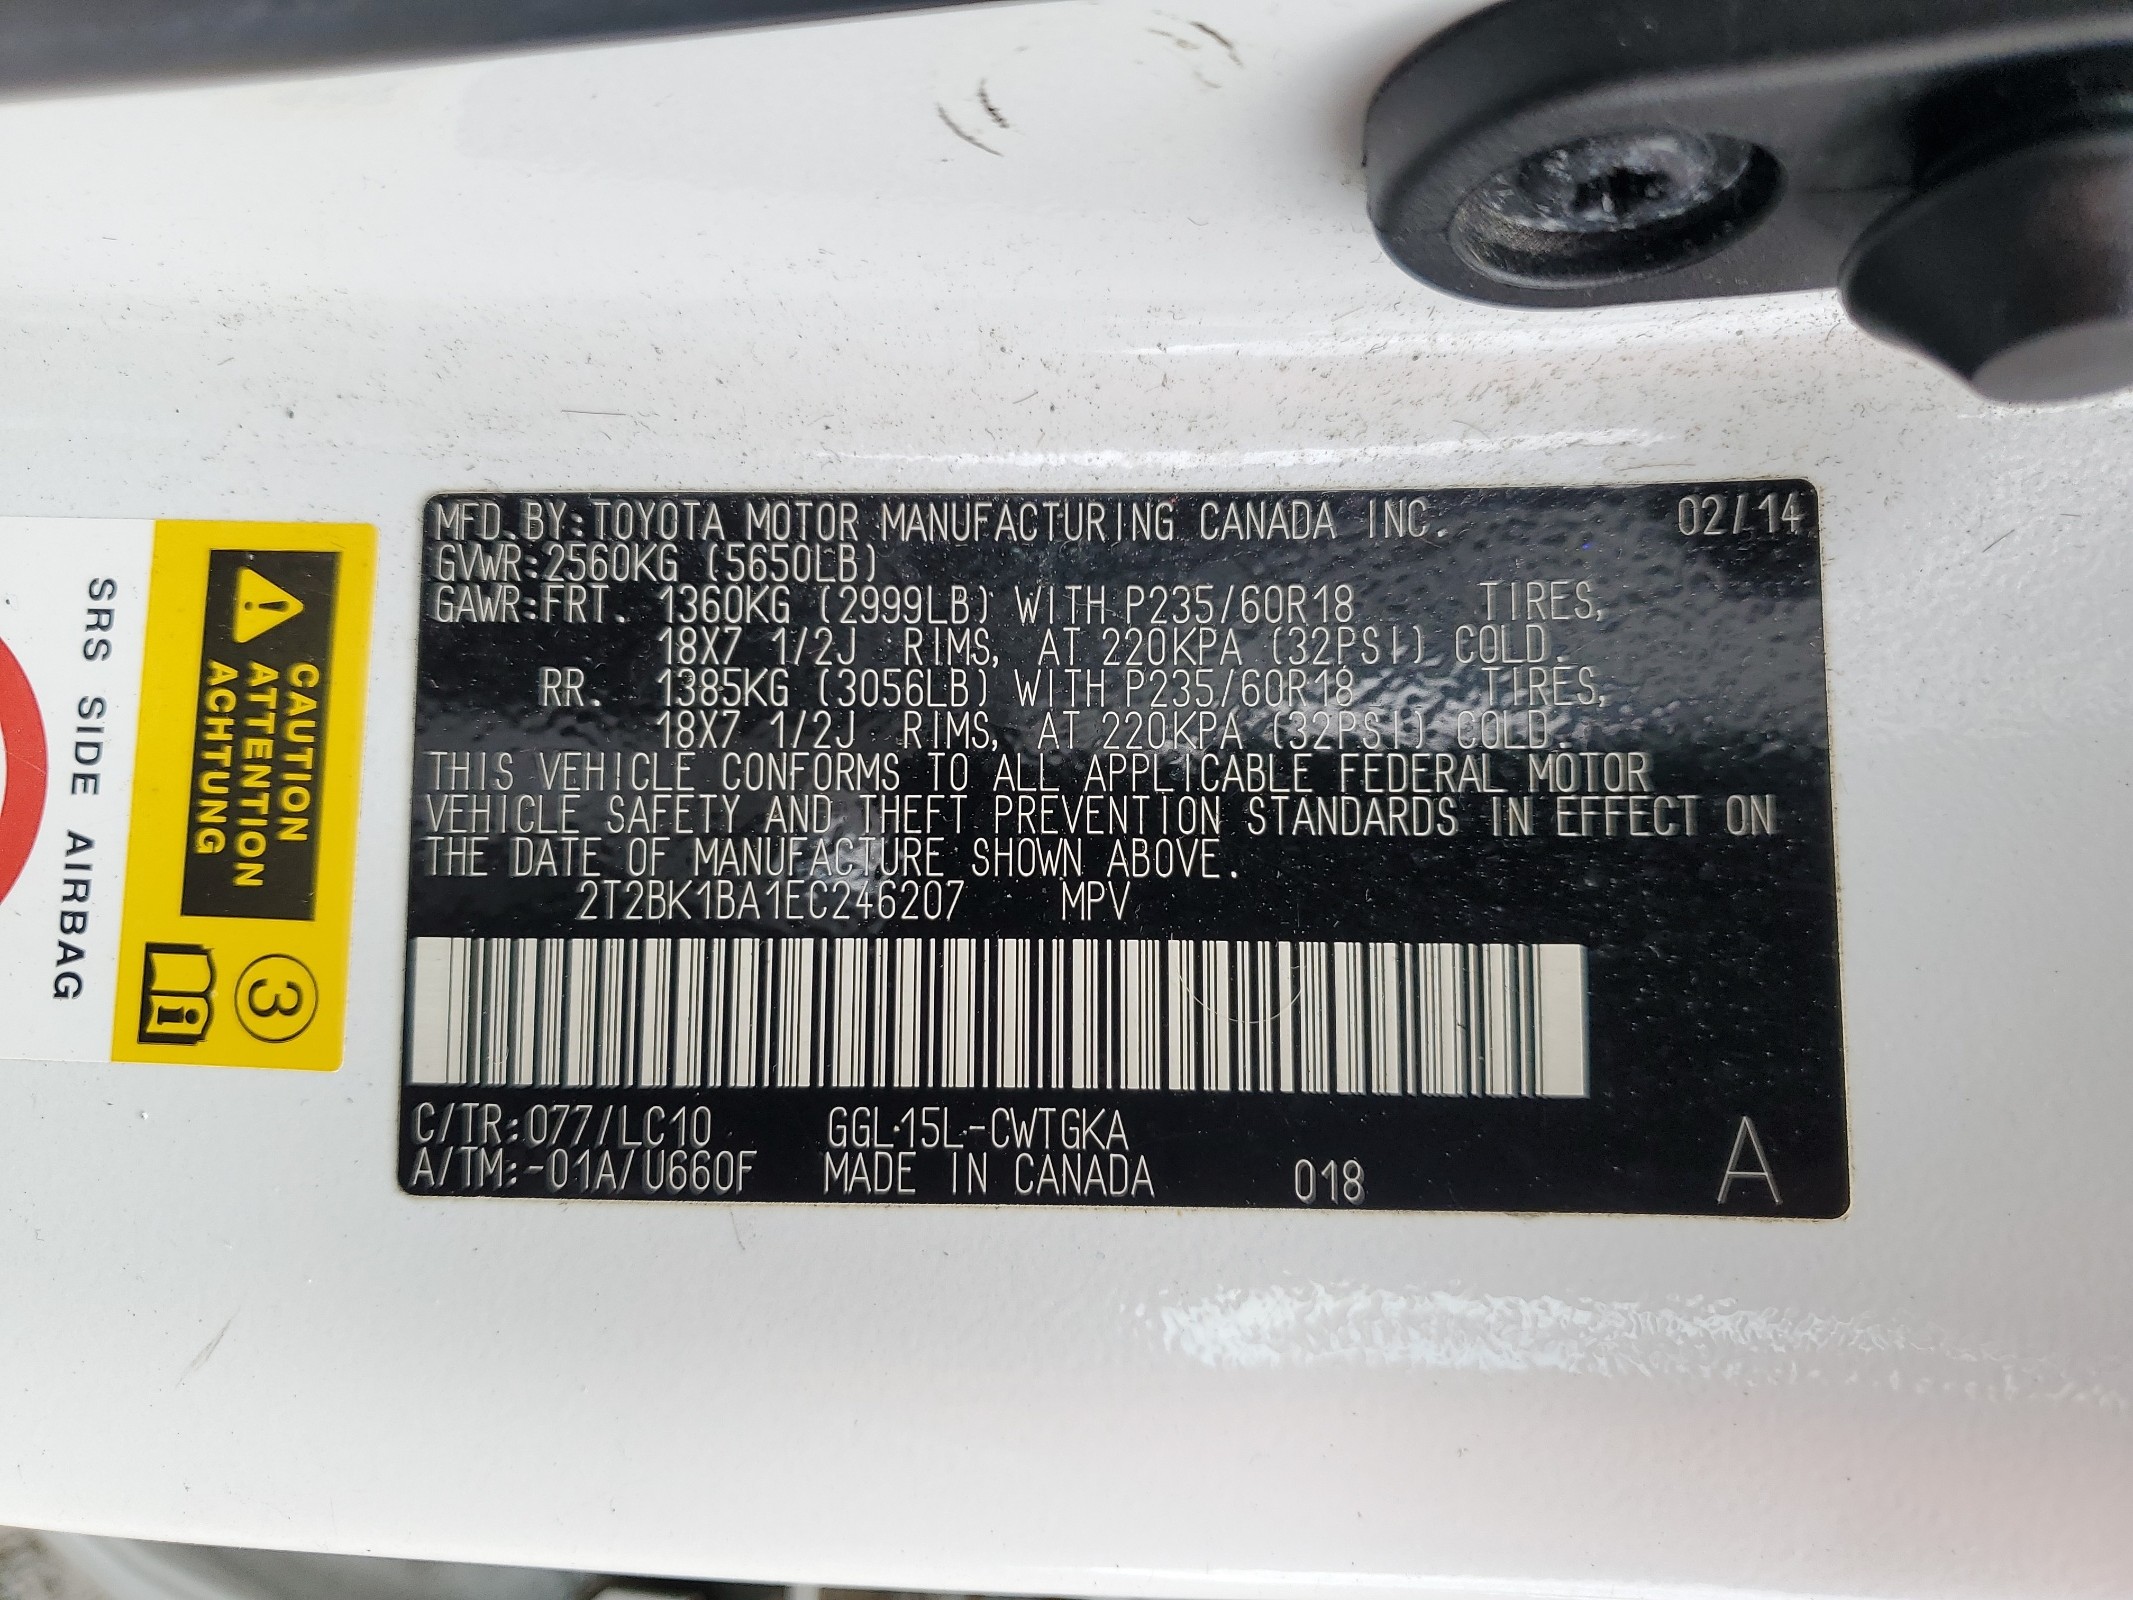 MFD. BY: TOYOTA MOTOR MANUFACTURING CANADA INC. 02/14
GVWR: 2560KG (5650LB)
GAWR: FRT. 1360KG (2999LB) WITH P235/60R18 TIRES,
18X7 1/2J RIMS, AT 220KPA (32PSI) COLD.
RR. 1385KG (3056LB) WITH P235/60R18 TIRES,
18X7 1/2J RIMS, AT 220KPA (32PSI) COLD.
THIS VEHICLE CONFORMS TO ALL APPLICABLE FEDERAL MOTOR
VEHICLE SAFETY AND THEFT PREVENTION STANDARDS IN EFFECT ON
THE DATE OF MANUFACTURE SHOWN ABOVE.
2T2BK1BA1EC246207 MPV
C/TR: 077/LC10 GGL15L-CWTGKA
A/TM: -01A/U660F MADE IN CANADA 018 A
CAUTION
ATTENTION
ACHTUNG
3
i
SRS SIDE AIRBAG